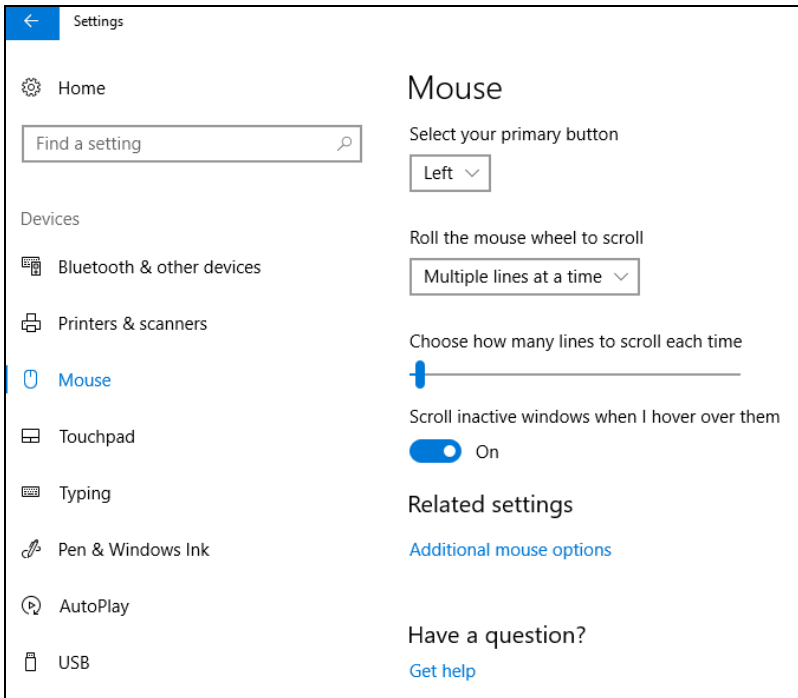 Settings
Home
Find a setting
Devices
Bluetooth & other devices
Printers & scanners
Mouse
Touchpad
Typing
Pen & Windows Ink
AutoPlay
USB
Mouse
Select your primary button
Left
Roll the mouse wheel to scroll
Multiple lines at a time
Choose how many lines to scroll each time
Scroll inactive windows when I hover over them
On
Related settings
Additional mouse options
Have a question?
Get help